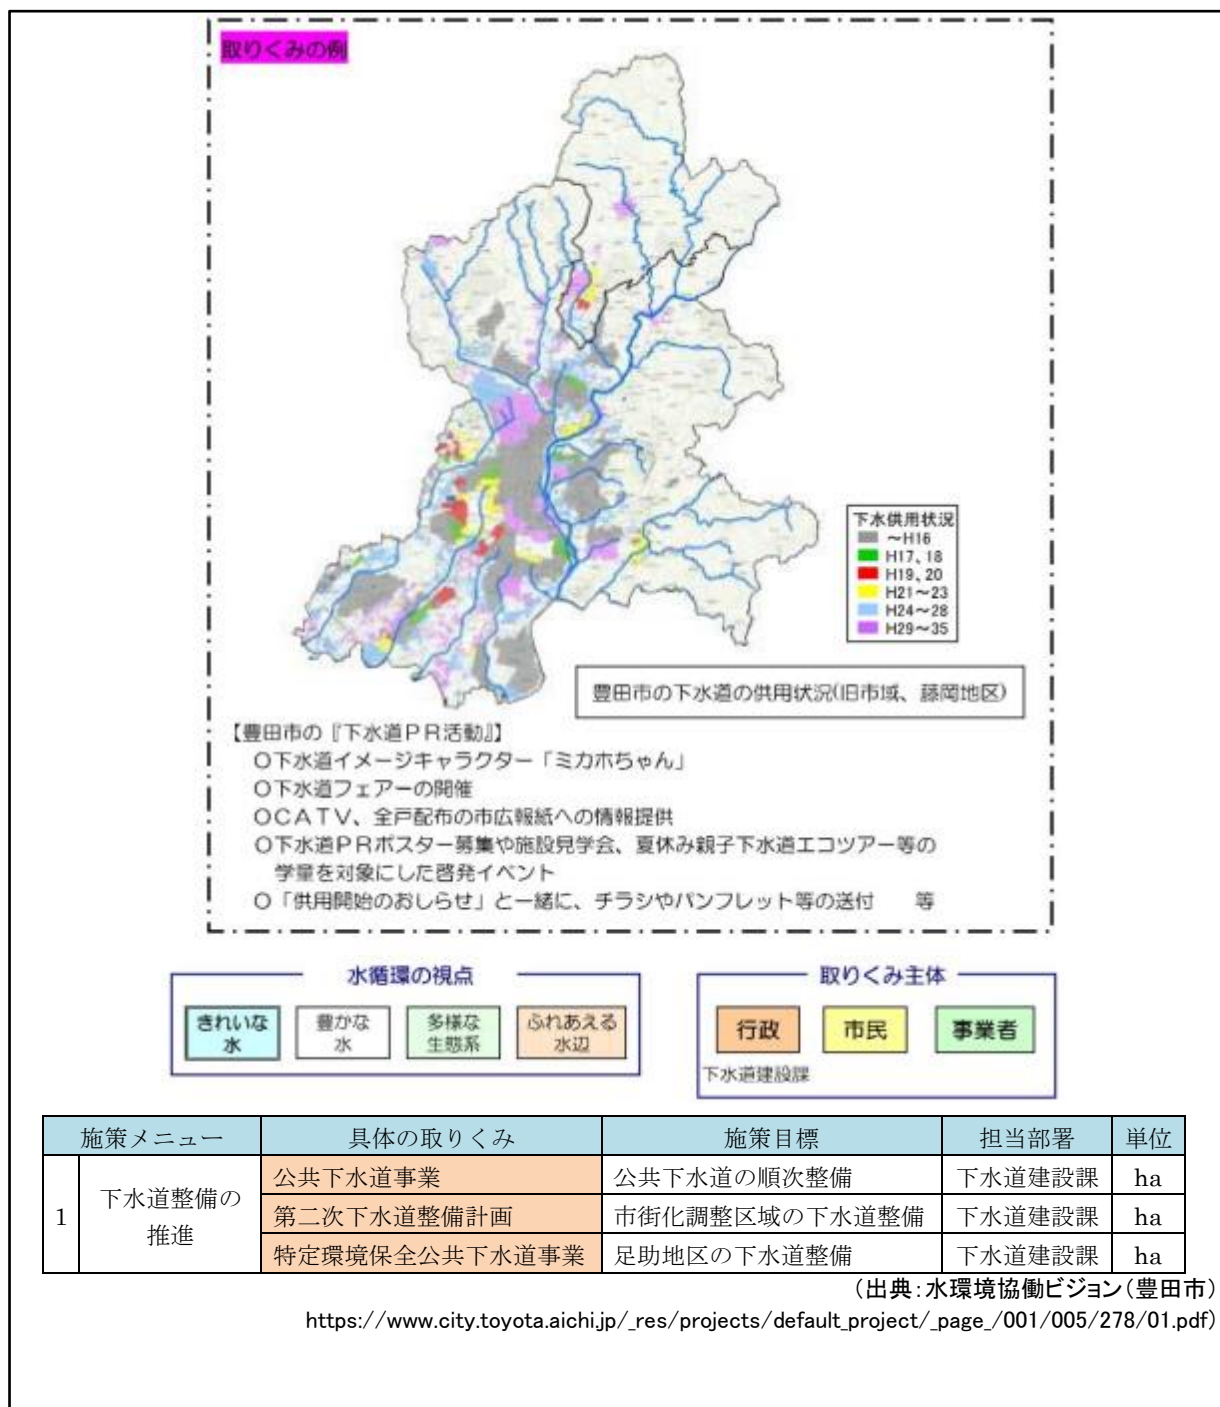 取りくみの例
下水供用状況
～H16
H17、18
H19、20
H21～23
H24～28
H29～35
豊田市の下水道の供用状況(旧市域、藤岡地区)
【豊田市の『下水道PR活動』】
○下水道イメージキャラクター「ミカホちゃん」
○下水道フェアーの開催
○CATV、全戸配布の市広報紙への情報提供
○下水道PRポスター募集や施設見学会、夏休み親子下水道エコツアー等の
学童を対象にした啓発イベント
○「供用開始のおしらせ」と一緒に、チラシやパンフレット等の送付　等
水循環の視点
きれいな
水
豊かな
水
多様な
生態系
ふれあえる
水辺
取りくみ主体
行政
市民
事業者
下水道建設課
施策メニュー 具体の取りくみ 施策目標 担当部署 単位
1 下水道整備の
推進
公共下水道事業 公共下水道の順次整備 下水道建設課 ha
第二次下水道整備計画 市街化調整区域の下水道整備 下水道建設課 ha
特定環境保全公共下水道事業 足助地区の下水道整備 下水道建設課 ha
(出典：水環境協働ビジョン(豊田市)
https://www.city.toyota.aichi.jp/_res/projects/default_project/_page_/001/005/278/01.pdf)